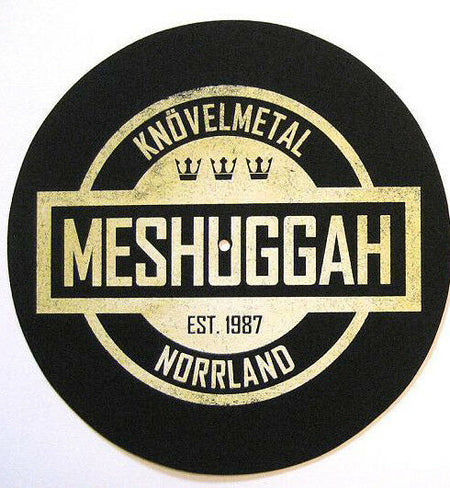 KNÖVELMETAL
MESHUGGAH
EST. 1987
NORRLAND